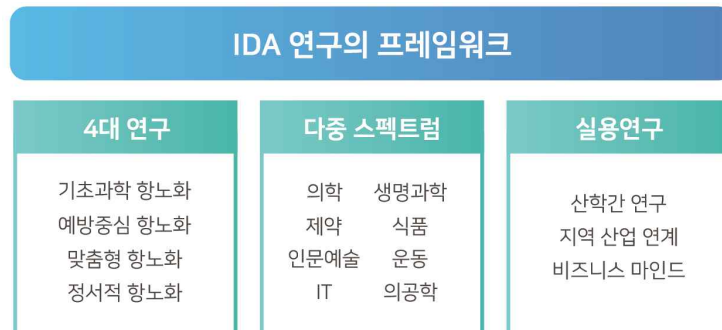 IDA 연구의 프레임워크
4대 연구
기초과학 항노화
예방중심 항노화
맞춤형 항노화
정서적 항노화
다중 스펙트럼
의학 생명과학
제약 식품
인문예술 운동
IT 의공학
실용연구
산학간 연구
지역 산업 연계
비즈니스 마인드